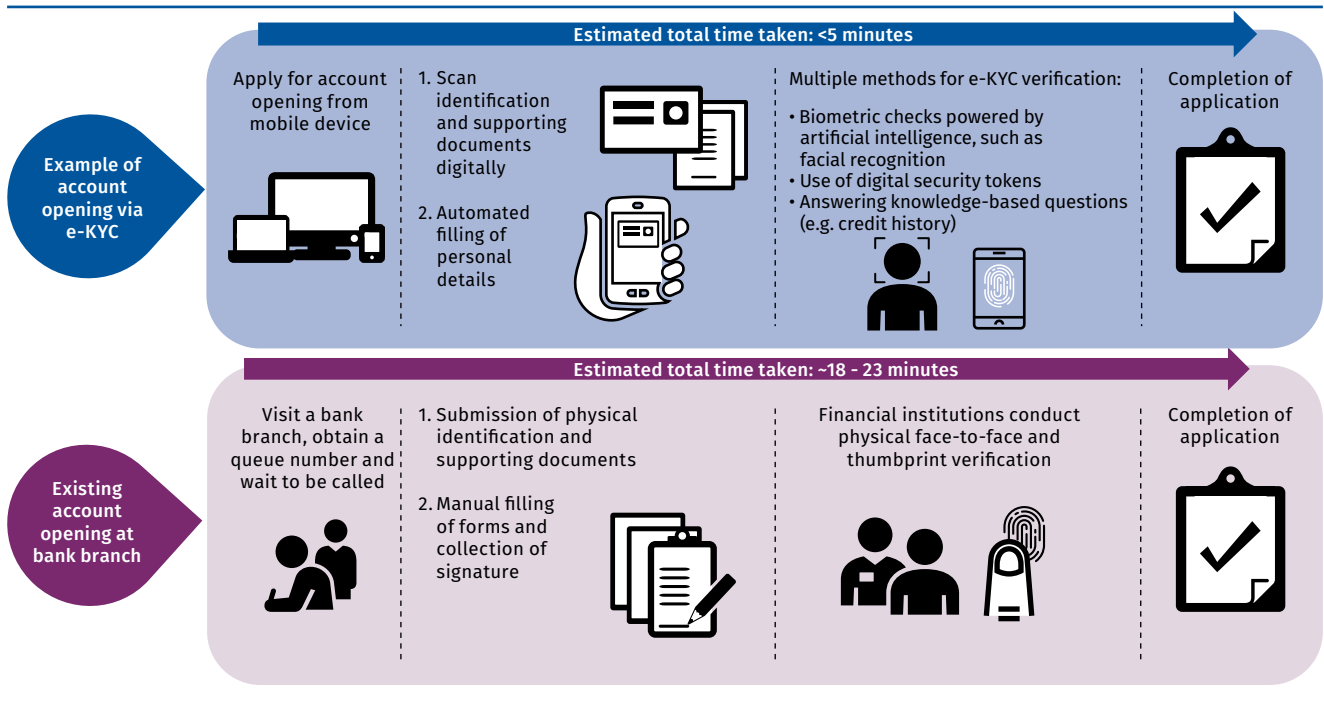 Estimated total time taken: <5 minutes
Example of
account
opening via
e-KYC
Apply for account
opening from
mobile device
1. Scan
identification
and supporting
documents
digitally
2. Automated
filling of
personal
details
Multiple methods for e-KYC verification:
• Biometric checks powered by
artificial intelligence, such as
facial recognition
• Use of digital security tokens
• Answering knowledge-based questions
(e.g. credit history)
Completion of
application
Estimated total time taken: ~18 - 23 minutes
Existing
account
opening at
bank branch
Visit a bank
branch, obtain a
queue number and
wait to be called
1. Submission of physical
identification and
supporting documents
2. Manual filling
of forms and
collection of
signature
Financial institutions conduct
physical face-to-face and
thumbprint verification
Completion of
application